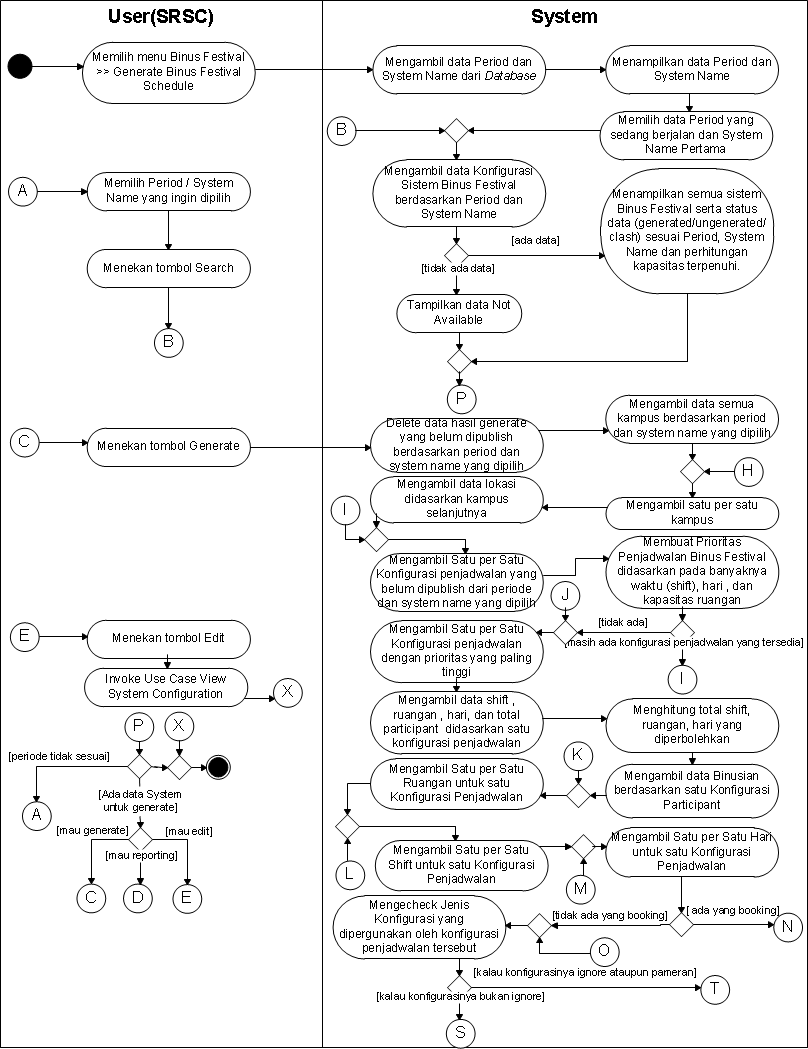 User(SRSC)
System
Memilih menu Binus Festival
>> Generate Binus Festival
Schedule
Mengambil data Period dan
System Name dari Database
Menampilkan data Period dan
System Name
B
Memilih data Period yang
sedang berjalan dan System
Name Pertama
A
Memilih Period / System
Name yang ingin dipilih
Mengambil data Konfigurasi
Sistem Binus Festival
berdasarkan Period dan
System Name
Menampilkan semua sistem
Binus Festival serta status
data (generated/ungenerated/
clash) sesuai Period, System
Name dan perhitungan
kapasitas terpenuhi.
[ada data]
[tidak ada data]
Menekan tombol Search
Tampilkan data Not
Available
B
P
C
Menekan tombol Generate
Delete data hasil generate
yang belum dipublish
berdasarkan period dan
system name yang dipilih
Mengambil data semua
kampus berdasarkan period
dan system name yang dipilih
H
Mengambil satu per satu
kampus
Mengambil data lokasi
didasarkan kampus
selanjutnya
I
Mengambil Satu per Satu
Konfigurasi penjadwalan yang
belum dipublish dari periode
dan system name yang dipilih
Membuat Prioritas
Penjadwalan Binus Festival
didasarkan pada banyaknya
waktu (shift), hari , dan
kapasitas ruangan
J
[tidak ada]
[masih ada konfigurasi penjadwalan yang tersedia]
I
E
Menekan tombol Edit
Invoke Use Case View
System Configuration
X
Mengambil Satu per Satu
Konfigurasi penjadwalan
dengan prioritas yang paling
tinggi
Mengambil data shift ,
ruangan , hari, dan total
participant didasarkan satu
konfigurasi penjadwalan
Menghitung total shift,
ruangan, hari yang
diperbolehkan
P
X
[periode tidak sesuai]
[Ada data System
untuk generate]
A
[mau generate]
[mau edit]
[mau reporting]
C
D
E
K
Mengambil data Binusian
berdasarkan satu Konfigurasi
Participant
Mengambil Satu per Satu
Ruangan untuk satu
Konfigurasi Penjadwalan
L
Mengambil Satu per Satu
Shift untuk satu Konfigurasi
Penjadwalan
M
Mengambil Satu per Satu Hari
untuk satu Konfigurasi
Penjadwalan
[tidak ada yang booking]
[ ada yang booking]
N
O
Mengecheck Jenis
Konfigurasi yang
dipergunakan oleh konfigurasi
penjadwalan tersebut
[kalau konfigurasinya ignore ataupun pameran]
T
[kalau konfigurasinya bukan ignore]
S